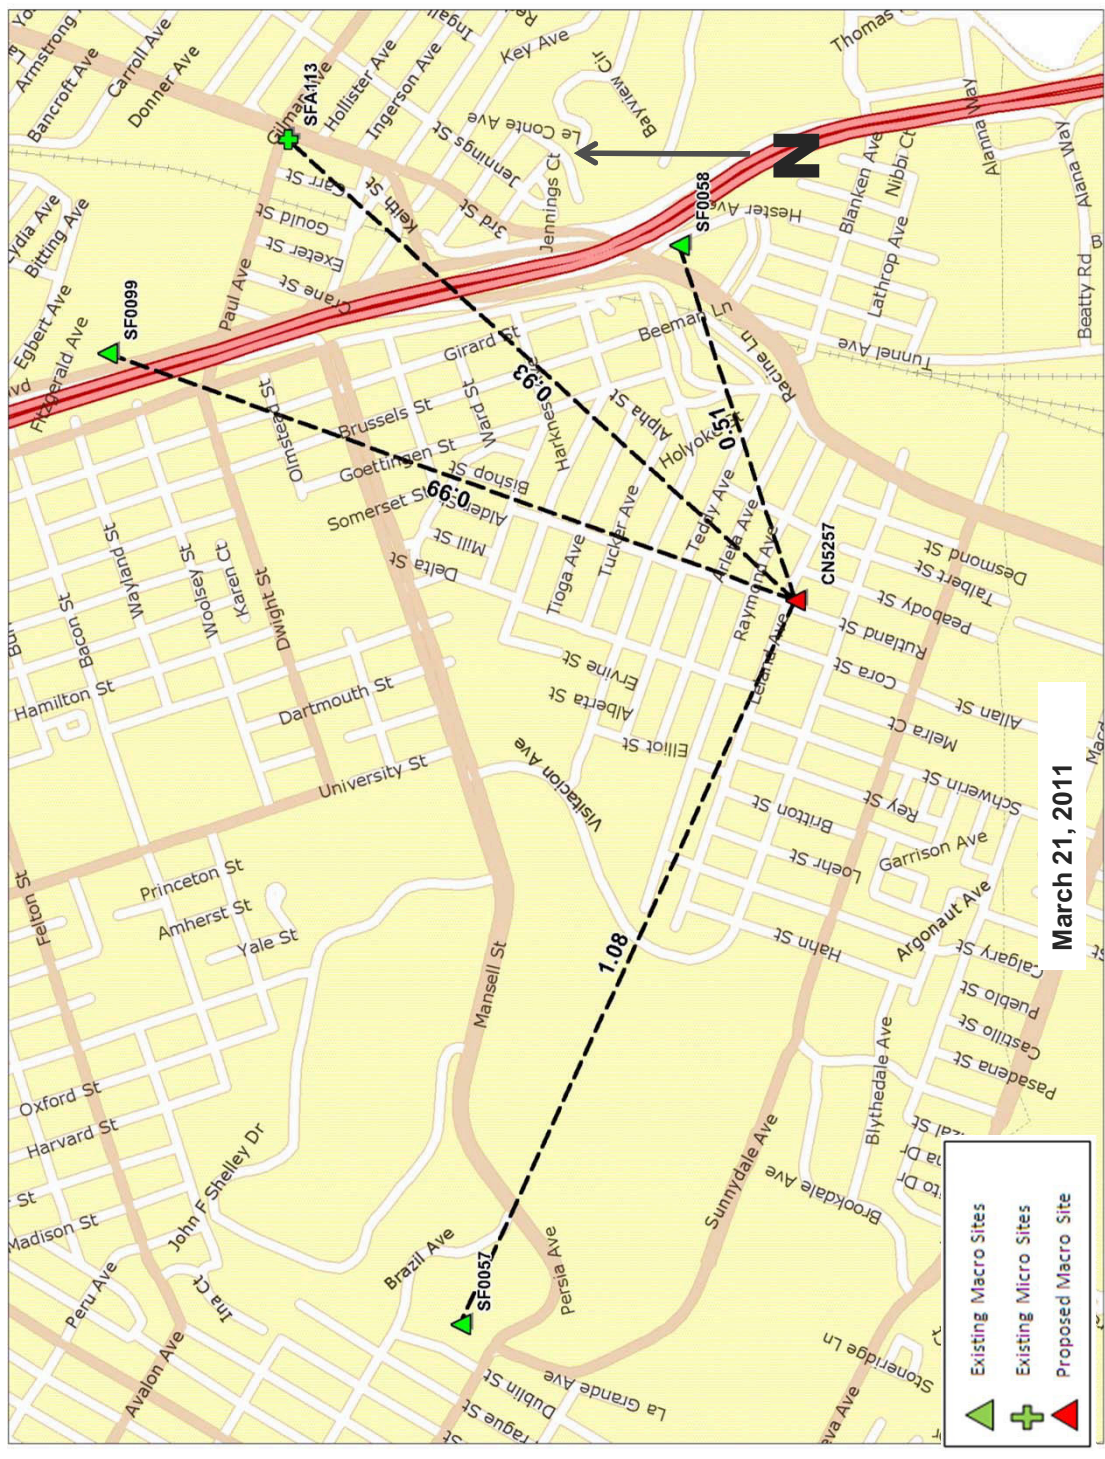 Armstrong
Bancroft Ave
Carroll Ave
Donner Ave
Gilman Ave
SFA113
Hollister Ave
Ingerson Ave
Key Ave
Le Conte Ave
Bayview Cir
Jennings St
Jennings Ct
3rd St
Keith St
Carr St
Gould St
Exeter St
Crane St
Paul Ave
Lydia Ave
Bitting Ave
Egbert Ave
Fitzgerald Ave
SF0099
N
SF0058
Hester Ave
Blanken Ave
Nibbi Ct
Lathrop Ave
Tunnel Ave
Thomas
Alanna Way
Alana Way
Beatty Rd
Beeman Ln
Racine Ln
Girard St
Ward St
Brussels St
Goettingen St
Somerset St
Bishop St
Olmstead St
Mill St
Delta St
Alpha St
Holyoke
Teddy Ave
Arleta Ave
Raymond Ave
Leland Ave
Tucker Ave
Tioga Ave
0.99
0.93
0.51
CN5257
Wayland St
Bacon St
Woolsey St
Karen Ct
Dwight St
Hamilton St
Dartmouth St
University St
Ervine St
Alberta St
Elliot St
Visitacion Ave
Desmond St
Talbert St
Peabody St
Rutland St
Cora St
Allan St
Melra Ct
Schwerin St
Rey St
Britton St
Loehr St
Garrison Ave
Hahn St
Argonaut Ave
Calgary St
Pueblo St
Castillo St
Pasadena St
Blythedale Ave
Sunnydale Ave
Brookdale Ave
Felton St
Princeton St
Amherst St
Yale St
Mansell St
1.08
Oxford St
Harvard St
Madison St
John F Shelley Dr
Peru Ave
Ina Ct
Avalon Ave
Brazil Ave
SF0057
Persia Ave
Dublin St
La Grande Ave
Stoneridge Ln
March 21, 2011
Existing Macro Sites
Existing Micro Sites
Proposed Macro Site